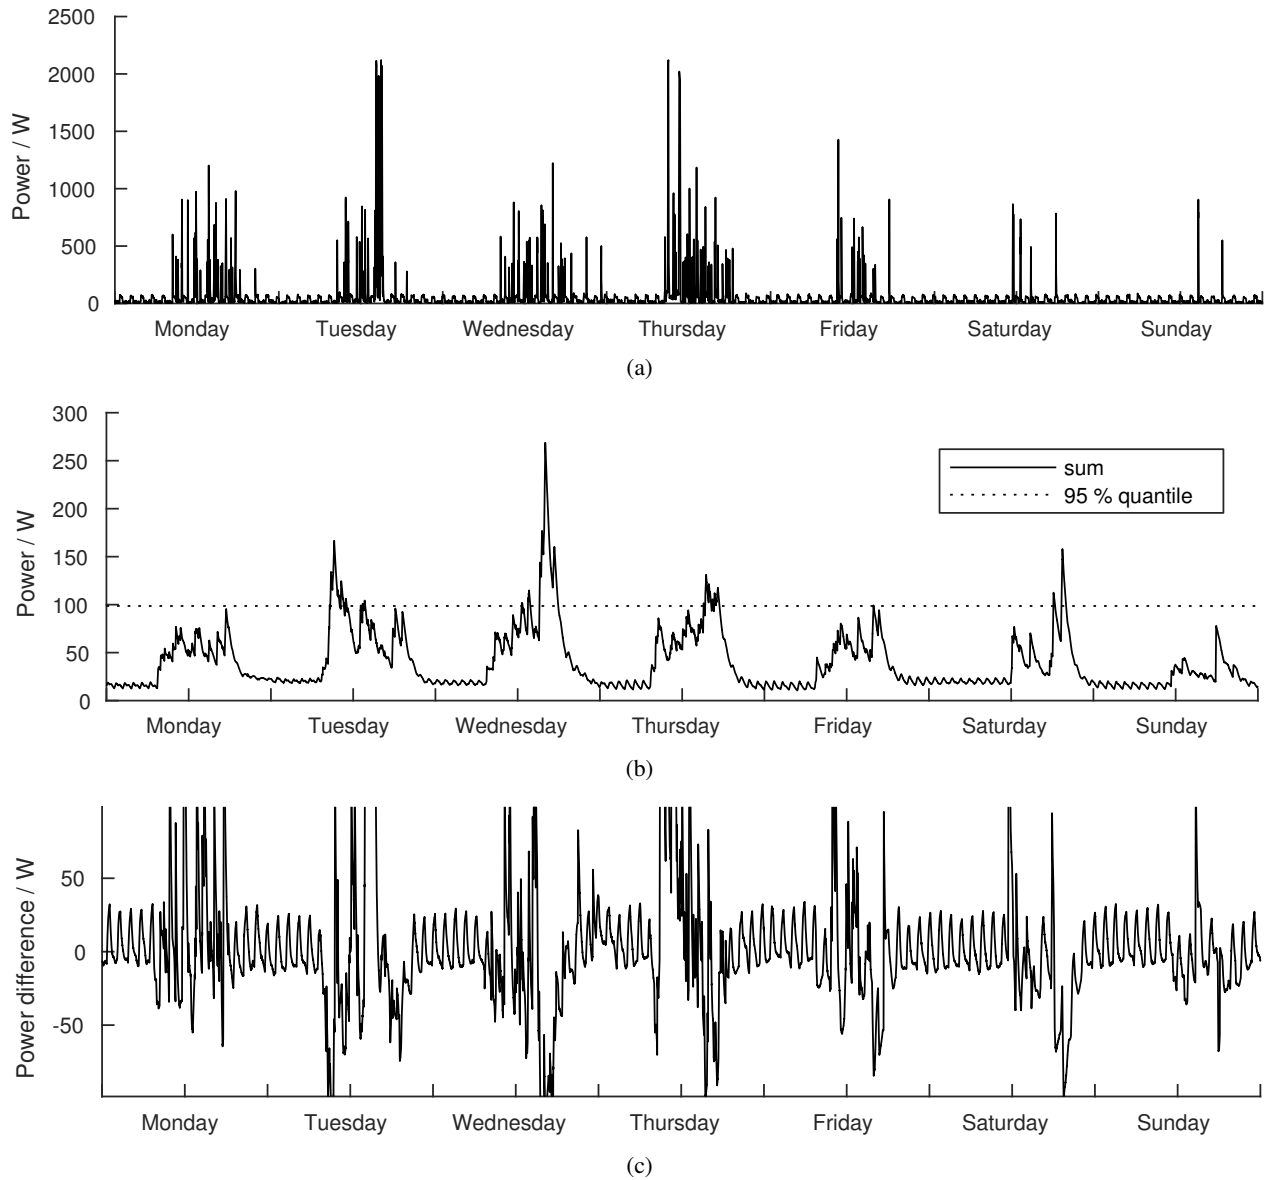 2500
2000
1500
1000
500
0
Power / W
Monday Tuesday Wednesday Thursday Friday Saturday Sunday
(a)
300
250
200
150
100
50
0
Power / W
sum
95 % quantile
Monday Tuesday Wednesday Thursday Friday Saturday Sunday
(b)
50
0
-50
Power difference / W
Monday Tuesday Wednesday Thursday Friday Saturday Sunday
(c)